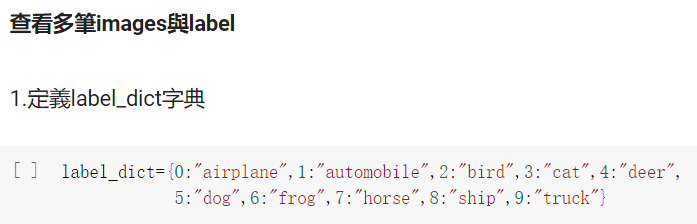 查看多筆images與label
1.定義label_dict字典
[ ] label_dict={0:"airplane",1:"automobile",2:"bird",3:"cat",4:"deer",
5:"dog",6:"frog",7:"horse",8:"ship",9:"truck"}